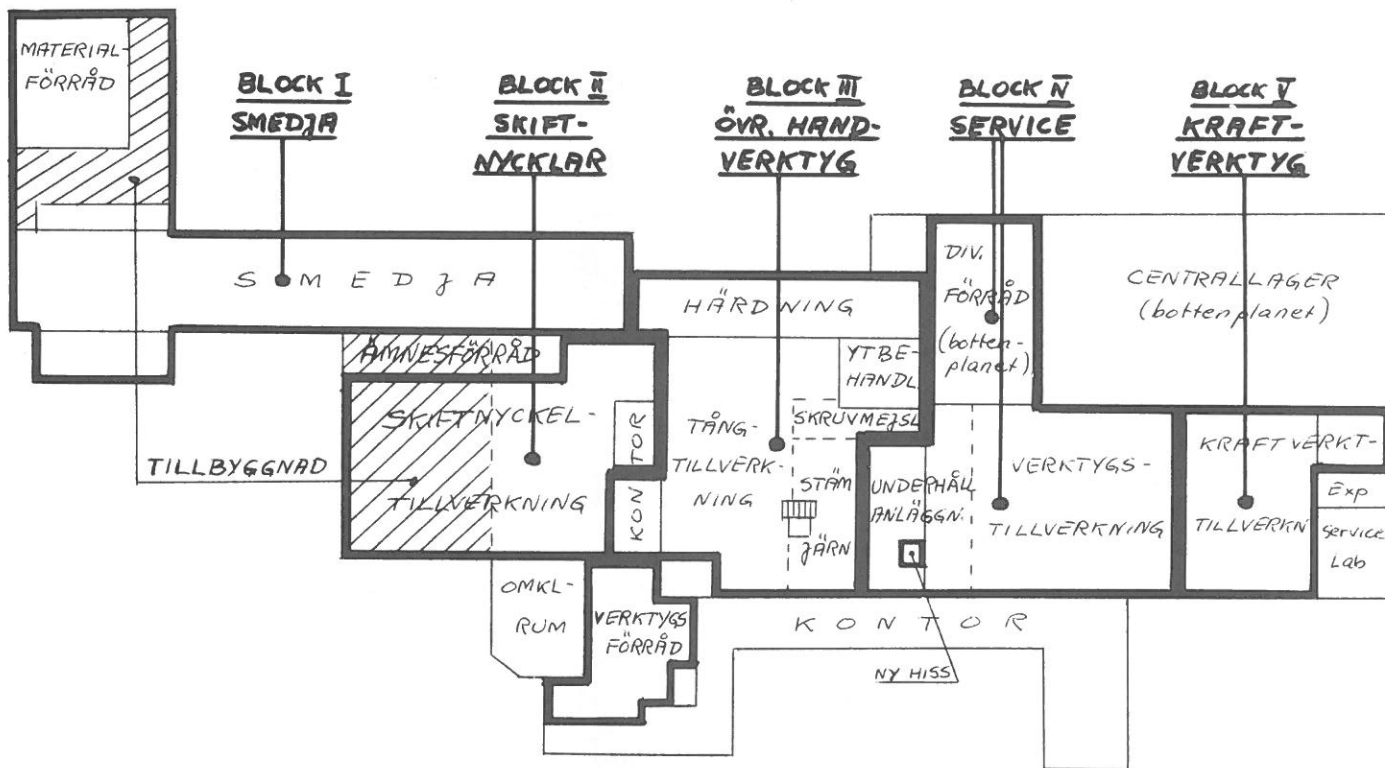 MATERIAL-
FÖRRÅD
BLOCK I
SMEDJA
BLOCK II
SKIFT-
NYCKLAR
BLOCK III
ÖVR. HAND-
VERKTYG
BLOCK IV
SERVICE
BLOCK V
KRAFT-
VERKTYG
SMEDJA
HÄRDNING
DIV.
FÖRRÅD
(botten-
planet)
CENTRALLAGER
(bottenplanet)
ÄMNESFÖRRÅD
YTBE-
HANDL.
SKIFTNYCKEL-
TILLVERKNING
KONTOR
TÅNG-
TILLVERK-
NING
SKRUVMEJSL
STÄM
JÄRN
UNDERHÅLL
ANLÄGGN.
VERKTYGS-
TILLVERKNING
KRAFTVERKT-
TILLVERKN
Exp
Service
Lab
TILLBYGGNAD
OMKL-
RUM
VERKTYGS
FÖRRÅD
KONTOR
NY HISS